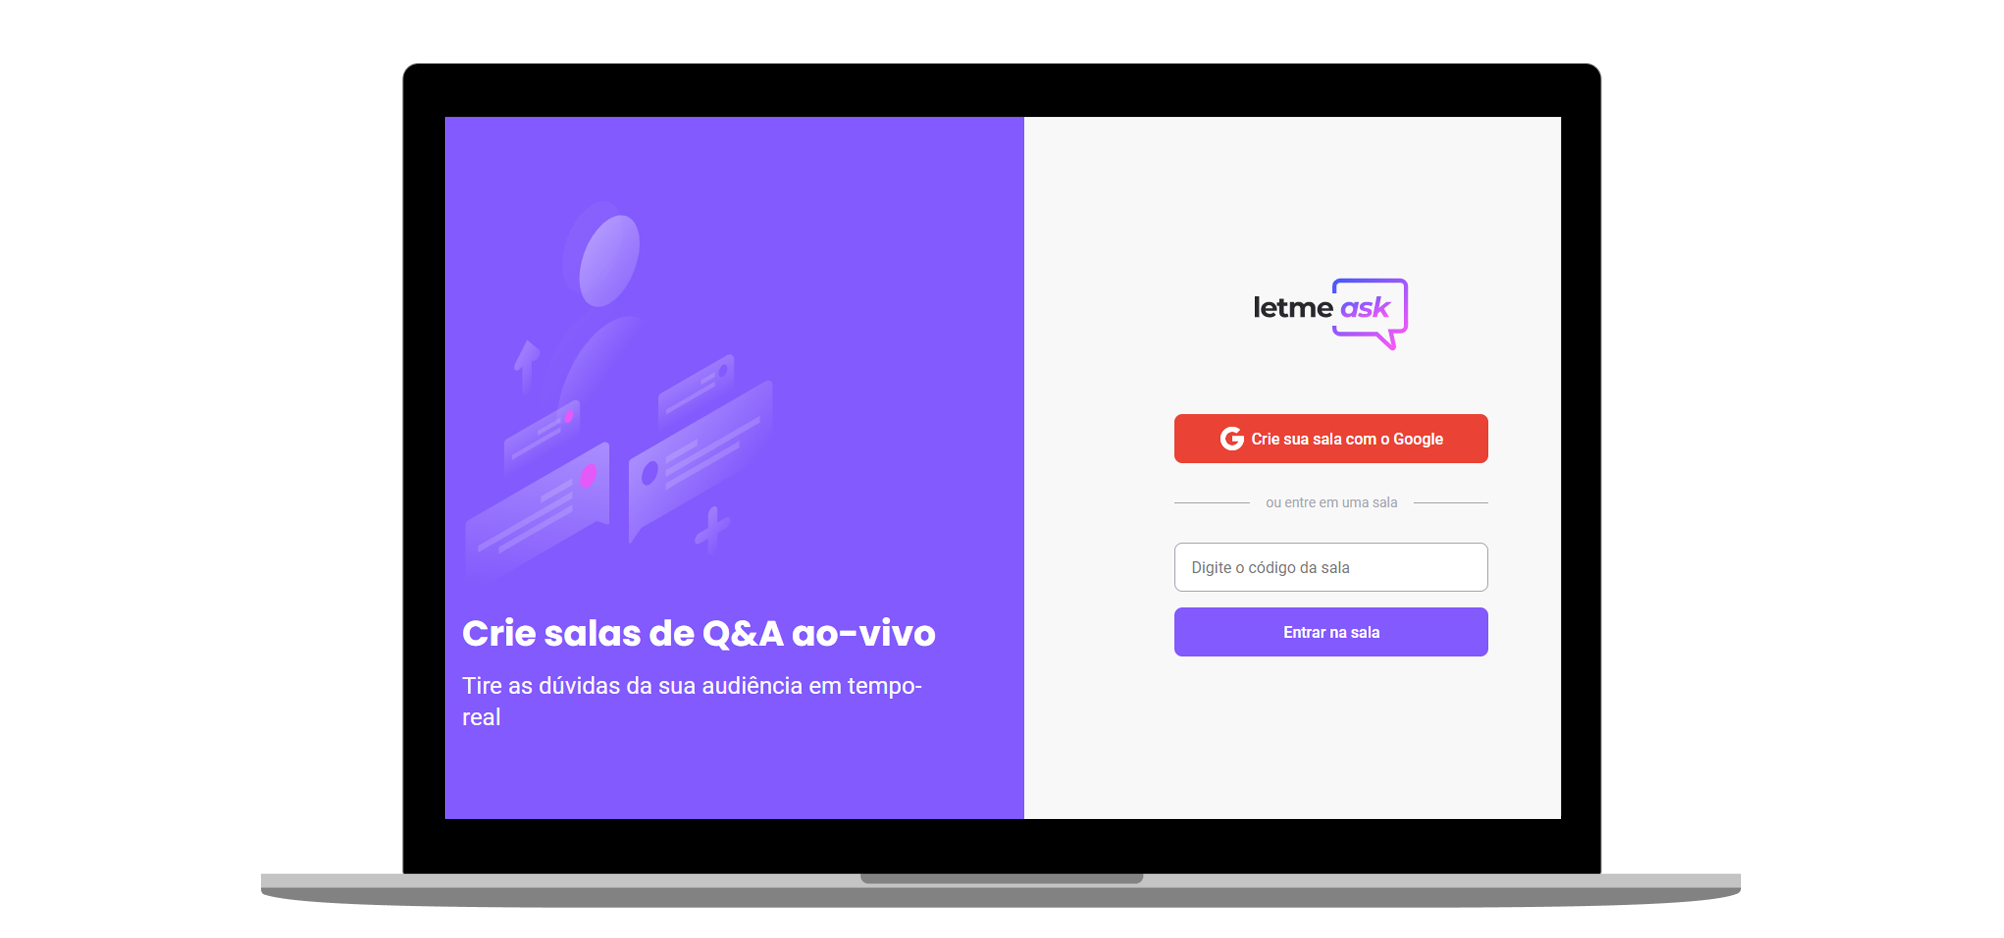 letme ask
Crie sua sala com o Google
ou entre em uma sala
Digite o código da sala
Entrar na sala
Crie salas de Q&A ao-vivo
Tire as dúvidas da sua audiência em tempo-
real